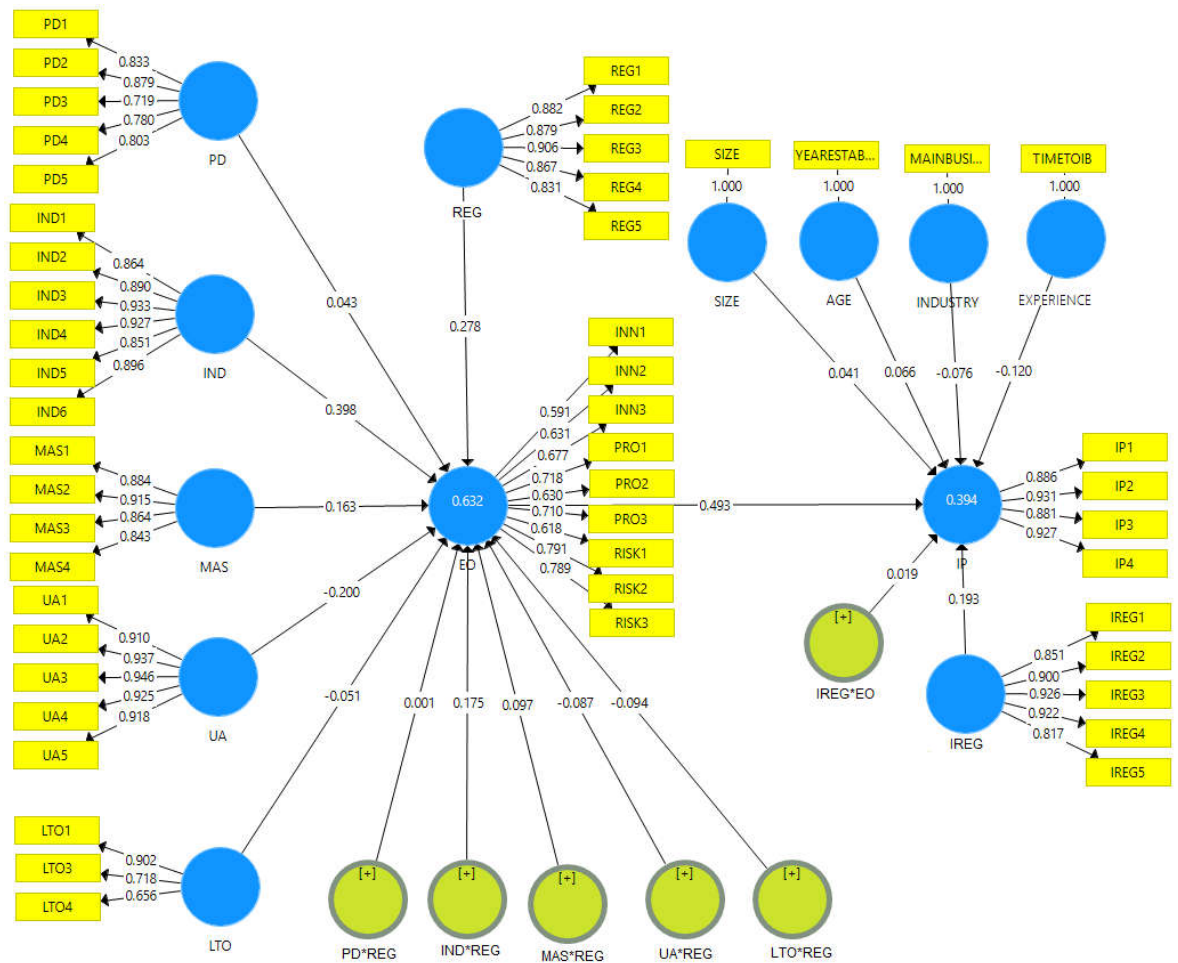 PD1
PD2
PD3
PD4
PD5
0.833
0.879
0.719
0.780
0.803
PD
IND1
IND2
IND3
IND4
IND5
IND6
0.864
0.890
0.933
0.927
0.851
0.896
IND
MAS1
MAS2
MAS3
MAS4
0.884
0.915
0.864
0.843
MAS
UA1
UA2
UA3
UA4
UA5
0.910
0.937
0.946
0.925
0.918
UA
LTO1
LTO3
LTO4
0.902
0.718
0.656
LTO
0.043
0.398
0.163
-0.200
-0.051
REG
0.882
0.879
0.906
0.867
0.831
REG1
REG2
REG3
REG4
REG5
0.278
0.632
EO
0.591
0.631
0.677
0.718
0.630
0.710
0.618
0.791
0.789
INN1
INN2
INN3
PRO1
PRO2
PRO3
RISK1
RISK2
RISK3
0.001
0.175
0.097
-0.087
-0.094
[+]
PD*REG
[+]
IND*REG
[+]
MAS*REG
[+]
UA*REG
[+]
LTO*REG
SIZE
YEARESTAB...
MAINBUSI...
TIMETOIB
1.000
1.000
1.000
1.000
SIZE
AGE
INDUSTRY
EXPERIENCE
0.041
0.066
-0.076
-0.120
0.493
0.394
IP
0.886
0.931
0.881
0.927
IP1
IP2
IP3
IP4
0.019
0.193
[+]
IREG*EO
IREG
0.851
0.900
0.926
0.922
0.817
IREG1
IREG2
IREG3
IREG4
IREG5